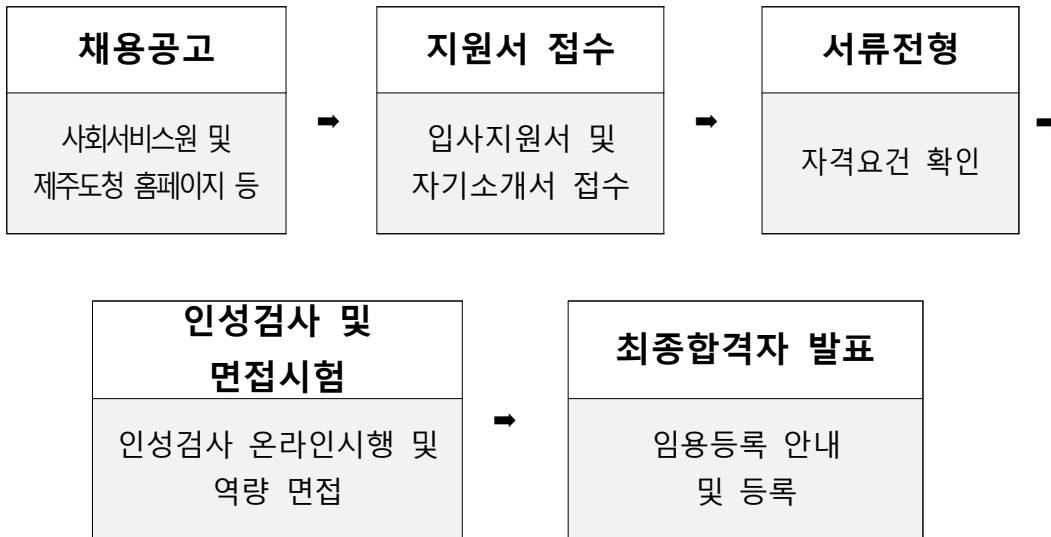 채용공고
사회서비스원 및
제주도청 홈페이지 등
➡
지원서 접수
입사지원서 및
자기소개서 접수
➡
서류전형
자격요건 확인
➡
인성검사 및
면접시험
인성검사 온라인시행 및
역량 면접
➡
최종합격자 발표
임용등록 안내
및 등록